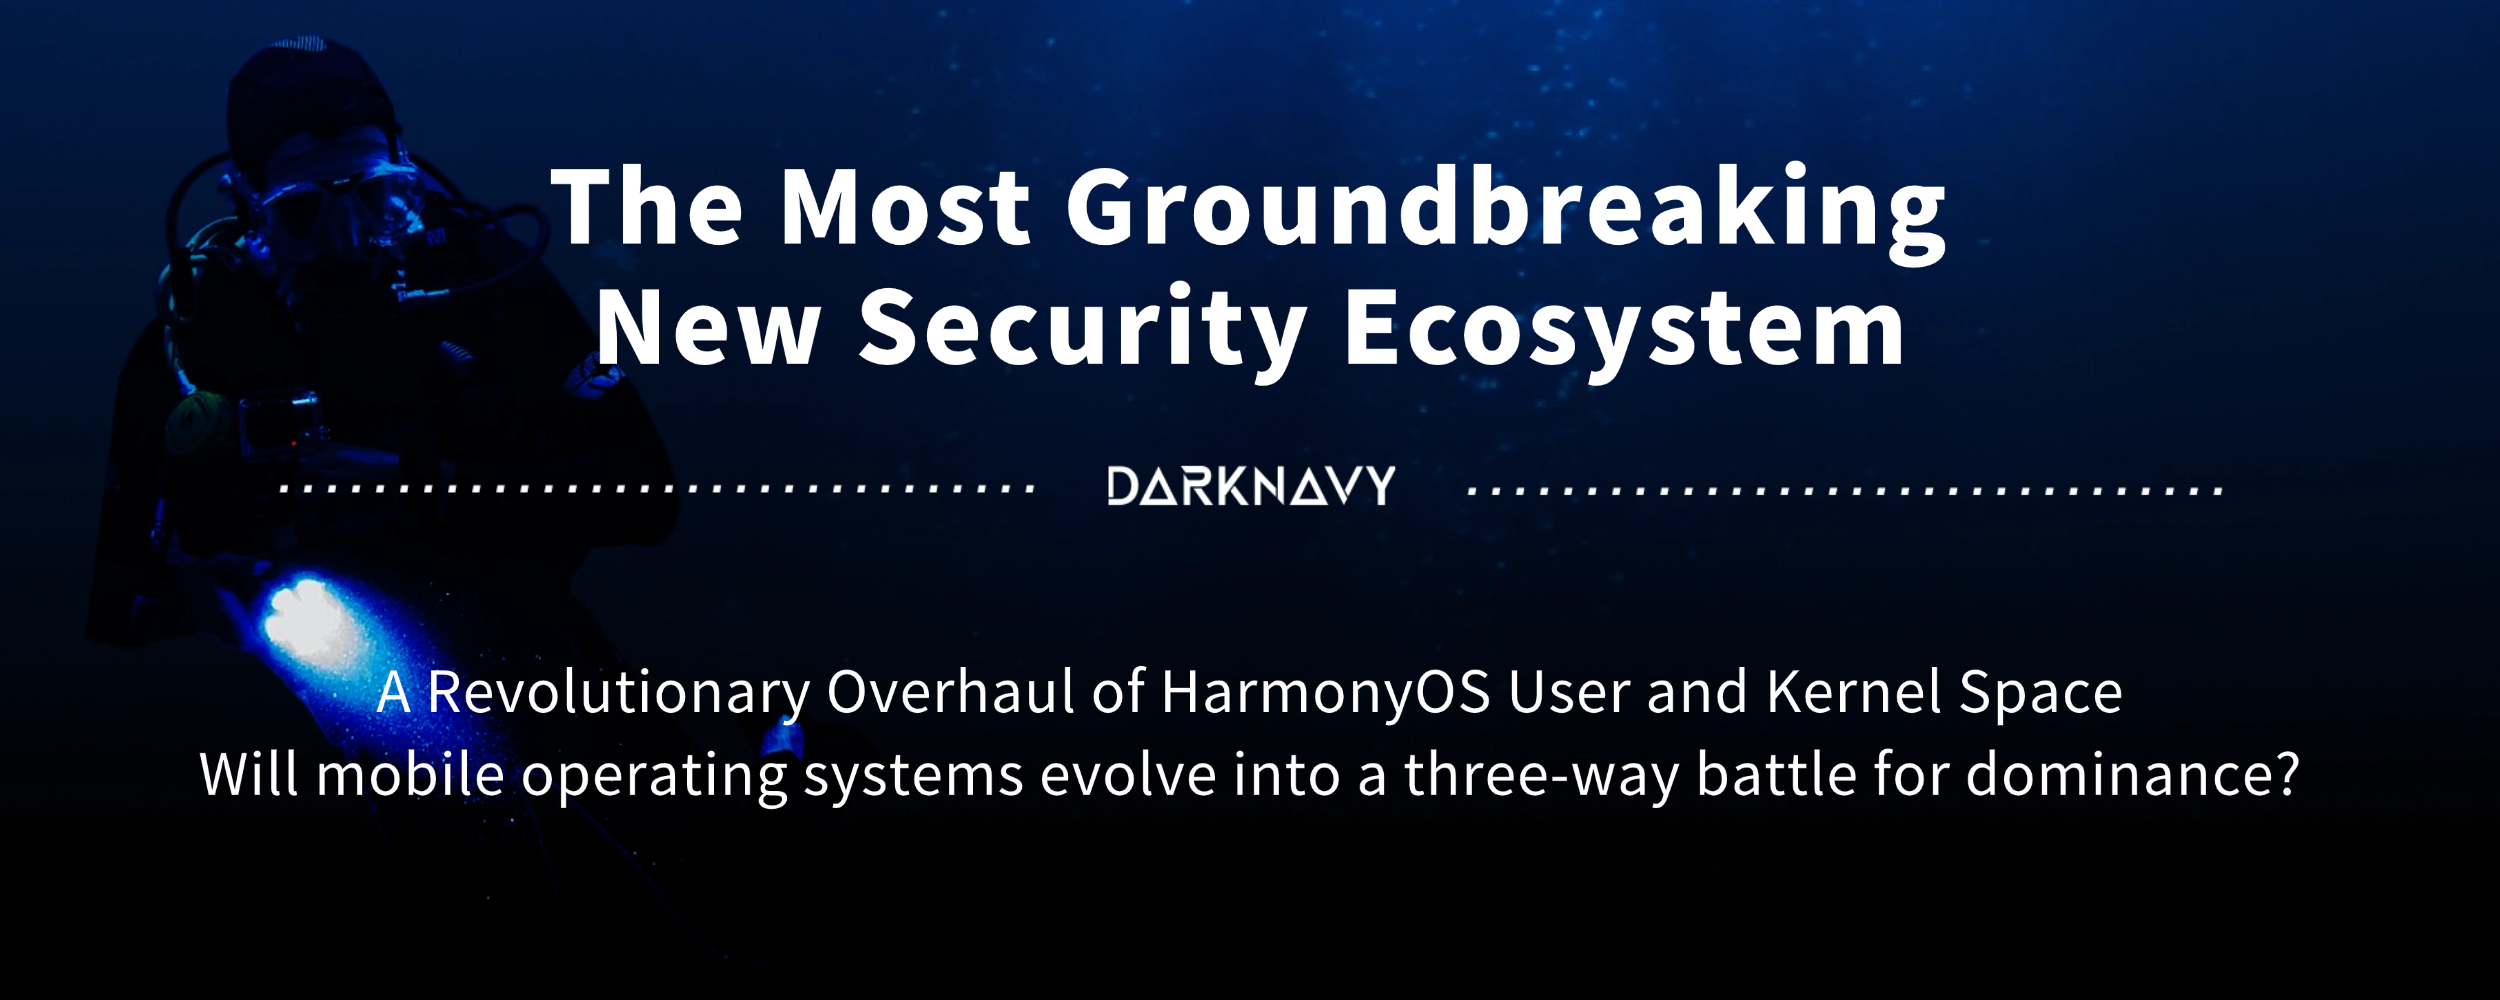 The Most Groundbreaking
New Security Ecosystem
DARKNAVY
A Revolutionary Overhaul of HarmonyOS User and Kernel Space
Will mobile operating systems evolve into a three-way battle for dominance?